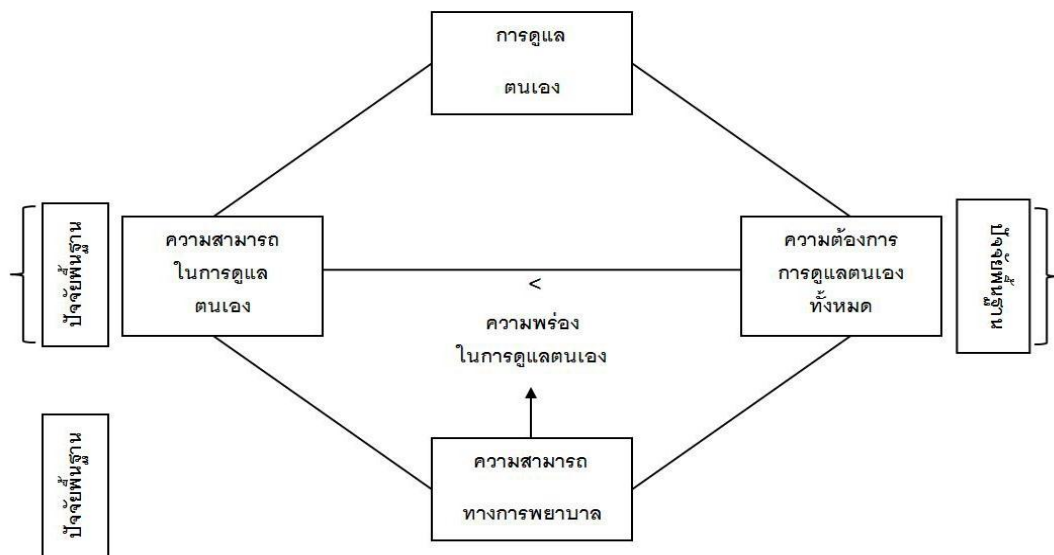 การดูแล
ตนเอง
ปัจจัยพื้นฐาน
ความสามารถ
ในการดูแล
ตนเอง
<
ความพร่อง
ในการดูแลตนเอง
ความต้องการ
การดูแลตนเอง
ทั้งหมด
ปัจจัยพื้นฐาน
ปัจจัยพื้นฐาน
ความสามารถ
ทางการพยาบาล